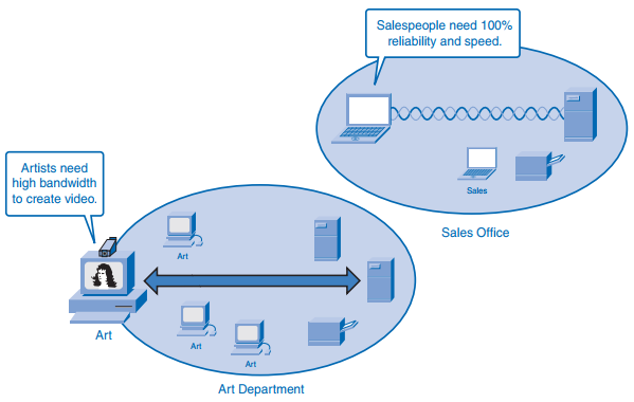 Salespeople need 100%
reliability and speed.
Sales
Sales Office
Artists need
high bandwidth
to create video.
Art
Art
Art
Art
Art Department